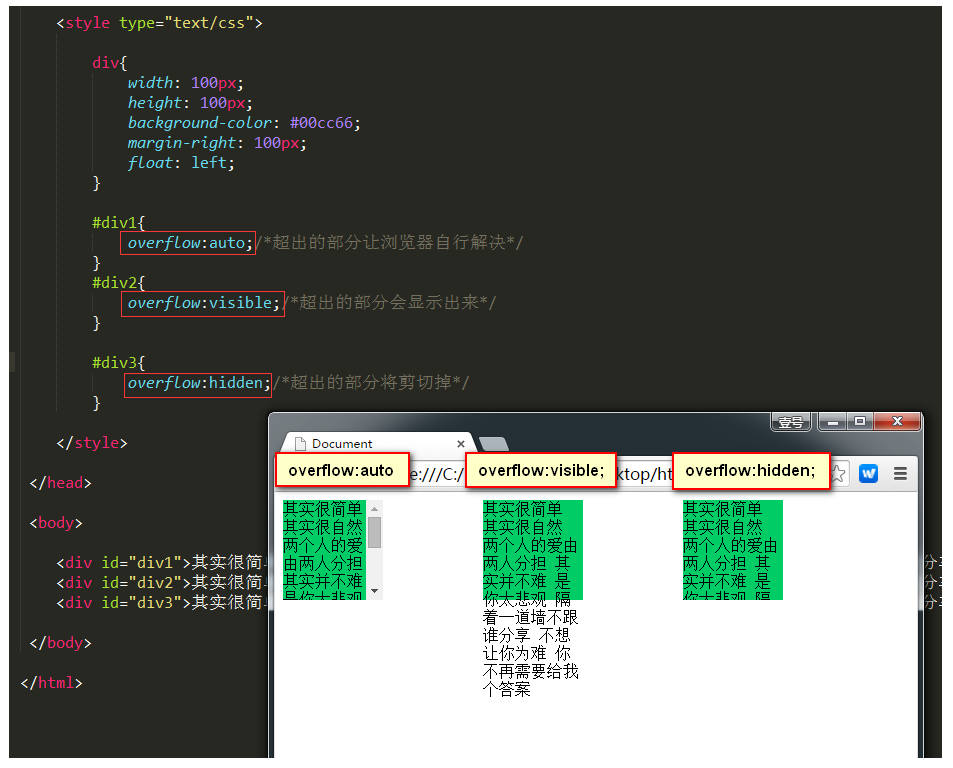 <style type="text/css">
div{
width: 100px;
height: 100px;
background-color: #00cc66;
margin-right: 100px;
float: left;
}
#div1{
overflow:auto;/*超出的部分让浏览器自行解决*/
}
#div2{
overflow:visible;/*超出的部分会显示出来*/
}
#div3{
overflow:hidden;/*超出的部分将剪切掉*/
}
</style>
</head>
<body>
<div id="div1">其实很简
<div id="div2">其实很简
<div id="div3">其实很简
</body>
</html>
壹号
Document
overflow:auto
e:///C:/
overflow:visible;
ktop/ht
overflow:hidden;
其实很简单
其实很自然
两个人的爱
由两人分担
其实并不难
是你太悲观
其实很简单
其实很自然
两个人的爱由
两人分担 其
实并不难 是
你太悲观 隔
着一道墙不跟
谁分享 不想
让你为难 你
不再需要给我
个答案
其实很简单
其实很自然
两个人的爱由
两人分担 其
实并不难 是
你太悲观 隔